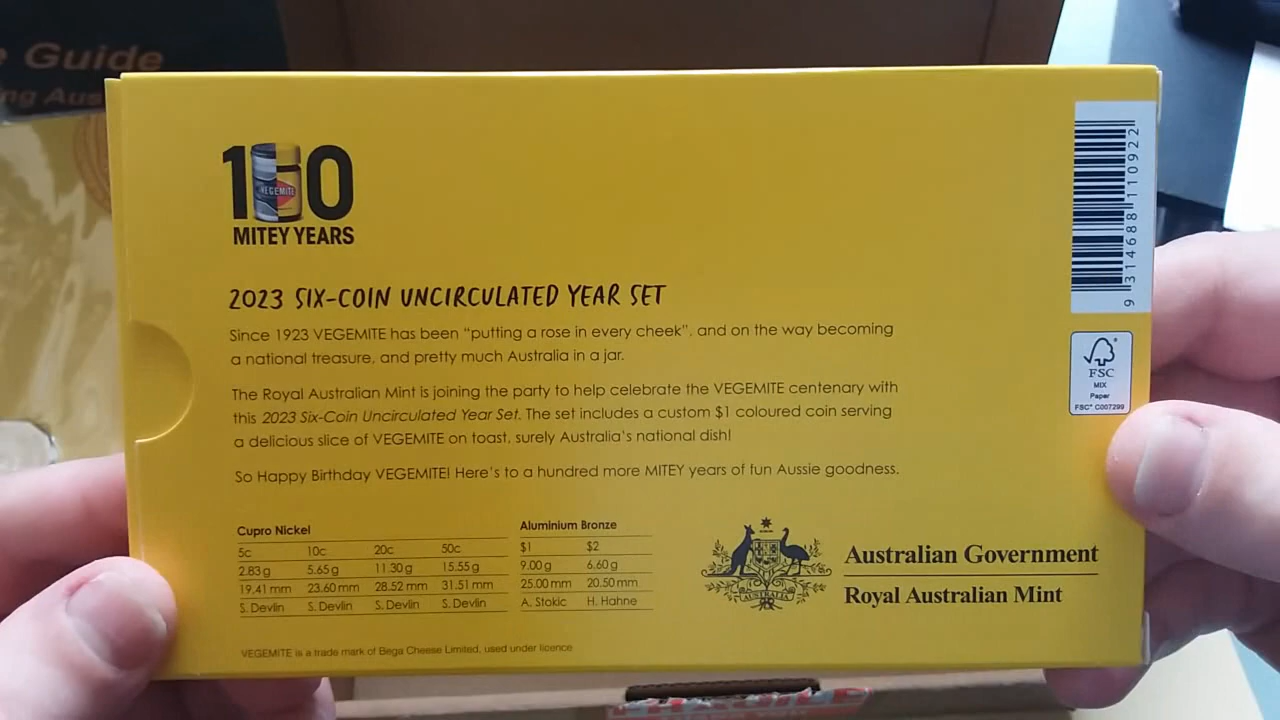 Guide
ng Aus
100
VEGEMITE
MITEY YEARS
2023 SIX-COIN UNCIRCULATED YEAR SET
Since 1923 VEGEMITE has been “putting a rose in every cheek”, and on the way becoming
a national treasure, and pretty much Australia in a jar.
The Royal Australian Mint is joining the party to help celebrate the VEGEMITE centenary with
this 2023 Six-Coin Uncirculated Year Set. The set includes a custom $1 coloured coin serving
a delicious slice of VEGEMITE on toast, surely Australia's national dish!
So Happy Birthday VEGEMITE! Here's to a hundred more MITEY years of fun Aussie goodness.
Cupro Nickel
5c 10c 20c 50c
2.83g 5.65g 11.30g 15.55g
19.41 mm 23.60 mm 28.52 mm 31.51 mm
S. Devlin S. Devlin S. Devlin S. Devlin
Aluminium Bronze
$1 $2
9.00g 6.60g
25.00 mm 20.50 mm
A. Stokic H. Hahne
AUSTRALIA
Australian Government
Royal Australian Mint
VEGEMITE is a trade mark of Bega Cheese Limited, used under licence
9 314688 110922
FSC
MIX
Paper
FSC® C007299